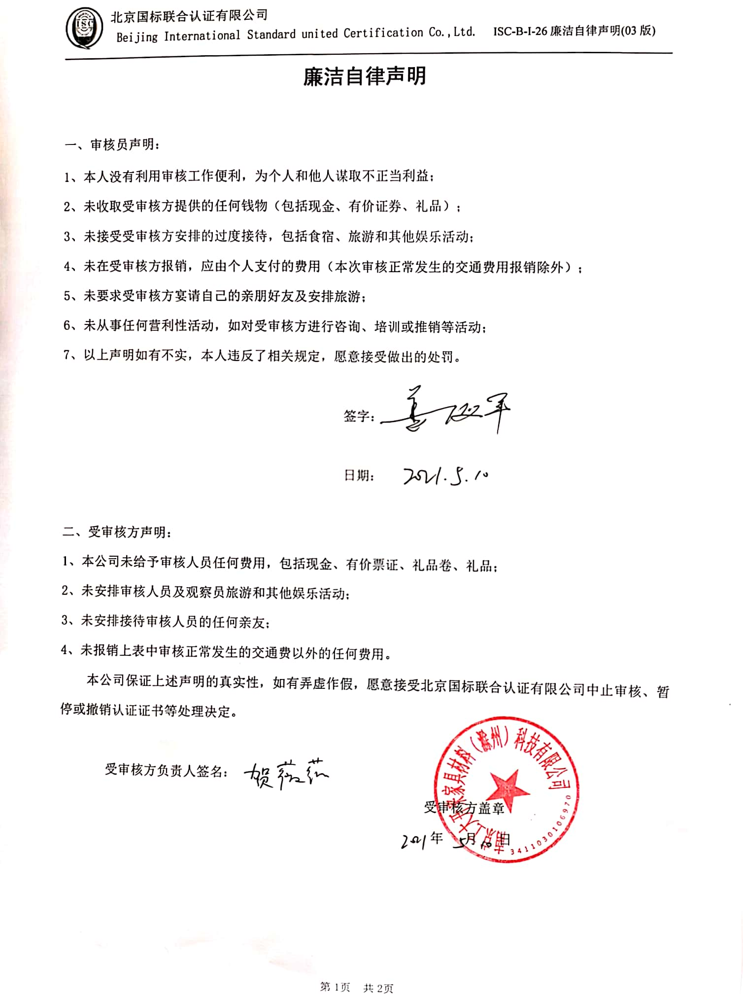 北京国标联合认证有限公司
Beijing International Standard united Certification Co.,Ltd. ISC-B-I-26 廉洁自律声明(03 版)
廉洁自律声明
一、审核员声明：
1、本人没有利用审核工作便利，为个人和他人谋取不正当利益；
2、未收取受审核方提供的任何钱物（包括现金、有价证券、礼品）；
3、未接受受审核方安排的过度接待，包括食宿、旅游和其他娱乐活动；
4、未在受审核方报销，应由个人支付的费用（本次审核正常发生的交通费用报销除外）；
5、未要求受审核方宴请自己的亲朋好友及安排旅游；
6、未从事任何营利性活动，如对受审核方进行咨询、培训或推销等活动；
7、以上声明如有不实，本人违反了相关规定，愿意接受做出的处罚。
签字：
日期： 2021.5.10
二、受审核方声明：
1、本公司未给予审核人员任何费用，包括现金、有价票证、礼品卷、礼品；
2、未安排审核人员及观察员旅游和其他娱乐活动；
3、未安排接待审核人员的任何亲友；
4、未报销上表中审核正常发生的交通费以外的任何费用。
本公司保证上述声明的真实性，如有弄虚作假，愿意接受北京国标联合认证有限公司中止审核、暂
停或撤销认证证书等处理决定。
家具材料（滁州）科技有限公司
3411030106970
受审核方负责人签名： 贺薇
受审核方盖章
2021年 5月10日
第 1页 共 2页